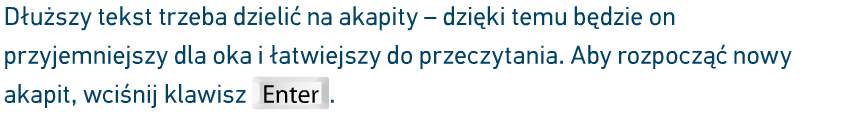 Dłuższy tekst trzeba dzielić na akapity – dzięki temu będzie on
przyjemniejszy dla oka i łatwiejszy do przeczytania. Aby rozpocząć nowy
akapit, wciśnij klawisz Enter.